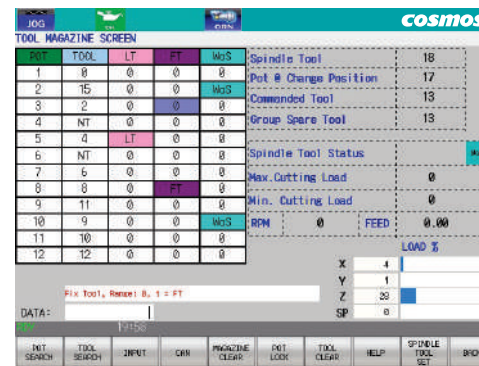 JOG
cosmos
TOOL MAGAZINE SCREEN
POT TOOL LT FT WoS
1 0 0 0 0
2 15 0 0 WoS
3 2 0 0 0
4 NT 0 0 0
5 4 LT 0 0
6 NT 0 0 0
7 6 0 0 0
8 8 0 FT 0
9 11 0 0 0
10 9 0 0 WoS
11 10 0 0 0
12 12 0 0 0
Spindle Tool 18
Pot @ Change Position 17
Commanded Tool 13
Group Spare Tool 13
Spindle Tool Status
Max.Cutting Load 0
Min. Cutting Load 0
RPM 0 FEED 0.00
LOAD %
X 4
Y 1
Z 29
SP 0
Fix Tool, Range: 0, 1 = FT
DATA:
19:58
POT SEARCH
TOOL SEARCH
INPUT
CAN
MAGAZINE CLEAR
POT LOCK
TOOL CLEAR
HELP
SPINDLE TOOL SET